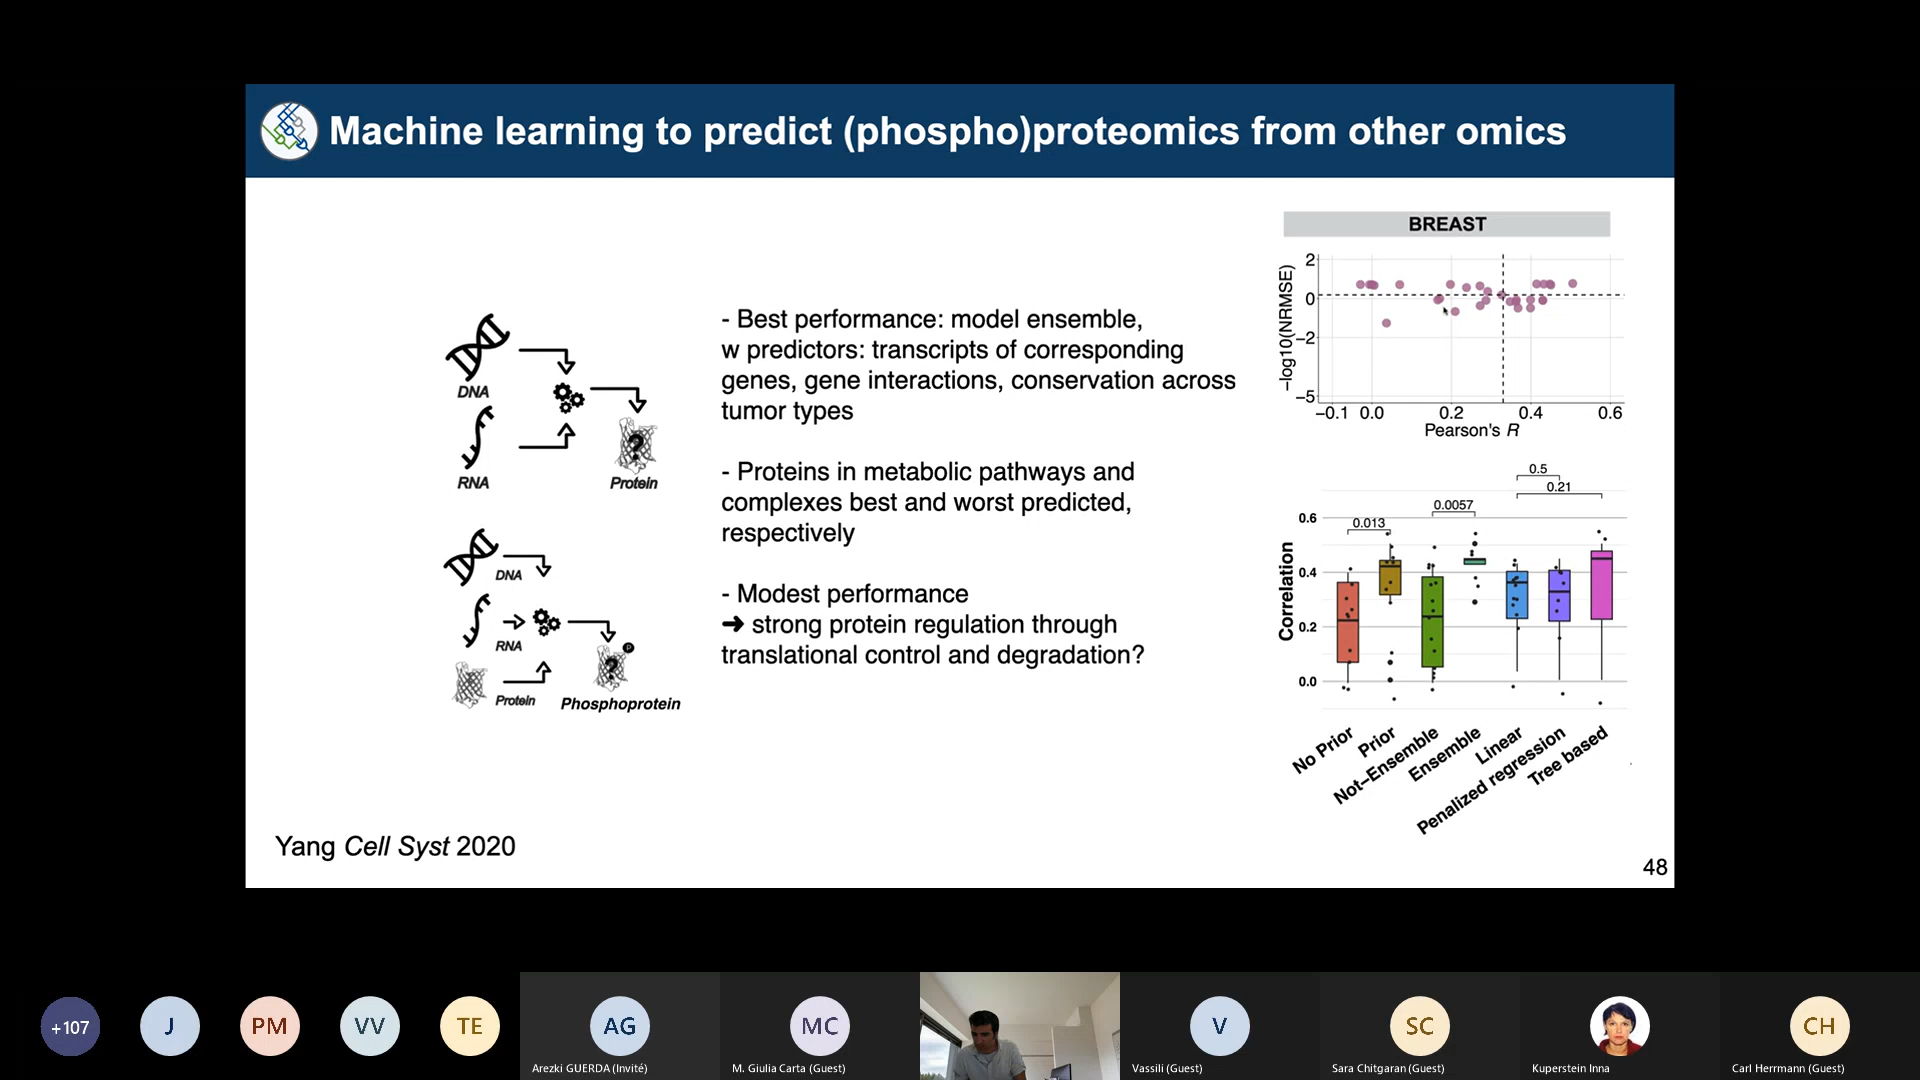 Machine learning to predict (phospho)proteomics from other omics
DNA
RNA
Protein
?
DNA
RNA
Protein
?
P
Phosphoprotein
- Best performance: model ensemble,
w predictors: transcripts of corresponding
genes, gene interactions, conservation across
tumor types
- Proteins in metabolic pathways and
complexes best and worst predicted,
respectively
- Modest performance
➜ strong protein regulation through
translational control and degradation?
BREAST
−log10(NRMSE)
2
0
−2
−5
−0.1 0.0 0.2 0.4 0.6
Pearson's R
0.5
0.21
0.0057
0.013
Correlation
0.6
0.4
0.2
0.0
No Prior
Prior
Not−Ensemble
Ensemble
Linear
Penalized regression
Tree based
Yang Cell Syst 2020
48
+107
J
PM
VV
TE
AG
MC
V
SC
CH
Arezki GUERDA (Invité)
M. Giulia Carta (Guest)
Vassili (Guest)
Sara Chitgaran (Guest)
Kuperstein Inna
Carl Herrmann (Guest)